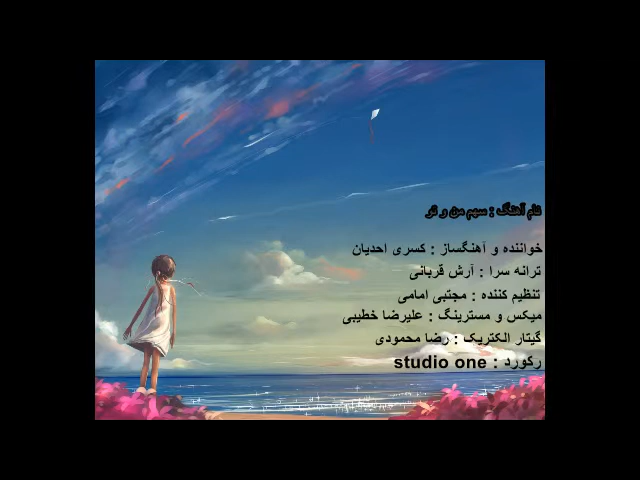 نام آهنگ : سهم من و تو
خواننده و آهنگساز : کسری احدیان
ترانه سرا : آرش قربانی
تنظیم کننده : مجتبی امامی
میکس و مسترینگ : علیرضا خطیبی
گیتار الکتریک : رضا محمودی
رکورد : studio one